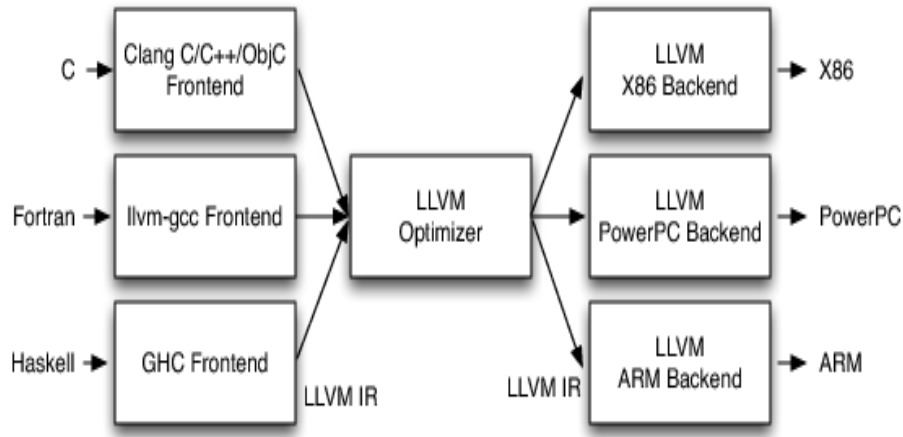 C
Clang C/C++/ObjC
Frontend
LLVM
X86 Backend
X86
Fortran
llvm-gcc Frontend
LLVM
Optimizer
LLVM
PowerPC Backend
PowerPC
Haskell
GHC Frontend
LLVM IR
LLVM IR
LLVM
ARM Backend
ARM